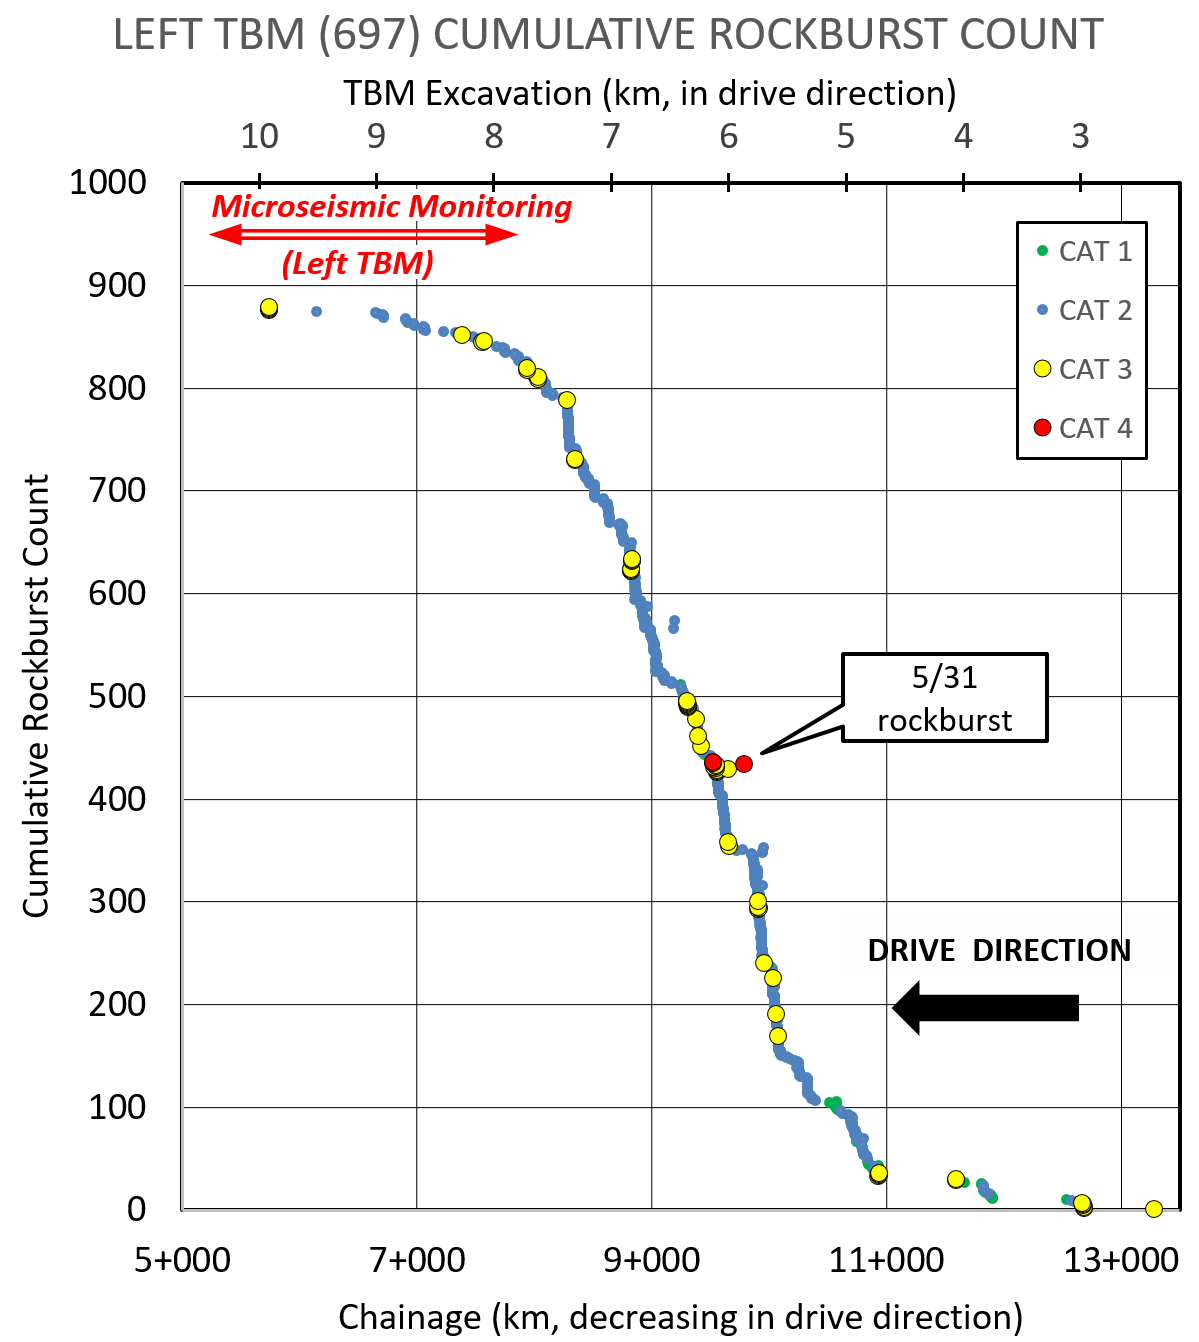 LEFT TBM (697) CUMULATIVE ROCKBURST COUNT
TBM Excavation (km, in drive direction)
10 9 8 7 6 5 4 3
1000
Microseismic Monitoring
(Left TBM)
CAT 1
CAT 2
CAT 3
CAT 4
900
800
700
600
500
400
300
200
100
0
Cumulative Rockburst Count
5/31
rockburst
DRIVE DIRECTION
5+000 7+000 9+000 11+000 13+000
Chainage (km, decreasing in drive direction)